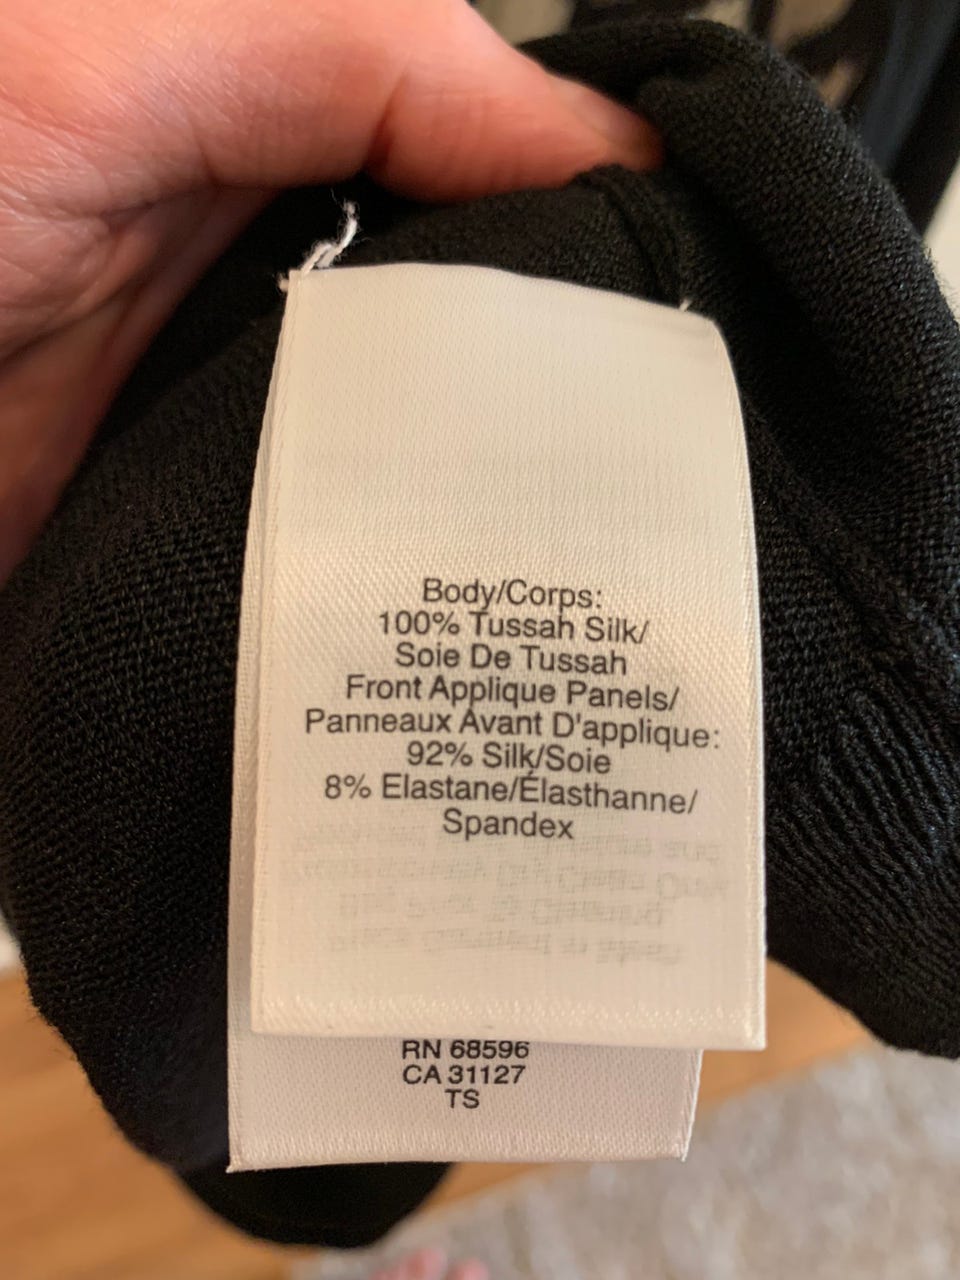 Body/Corps:
100% Tussah Silk/
Soie De Tussah
Front Applique Panels/
Panneaux Avant D'applique:
92% Silk/Soie
8% Elastane/Élasthanne/
Spandex
RN 68596
CA 31127
TS